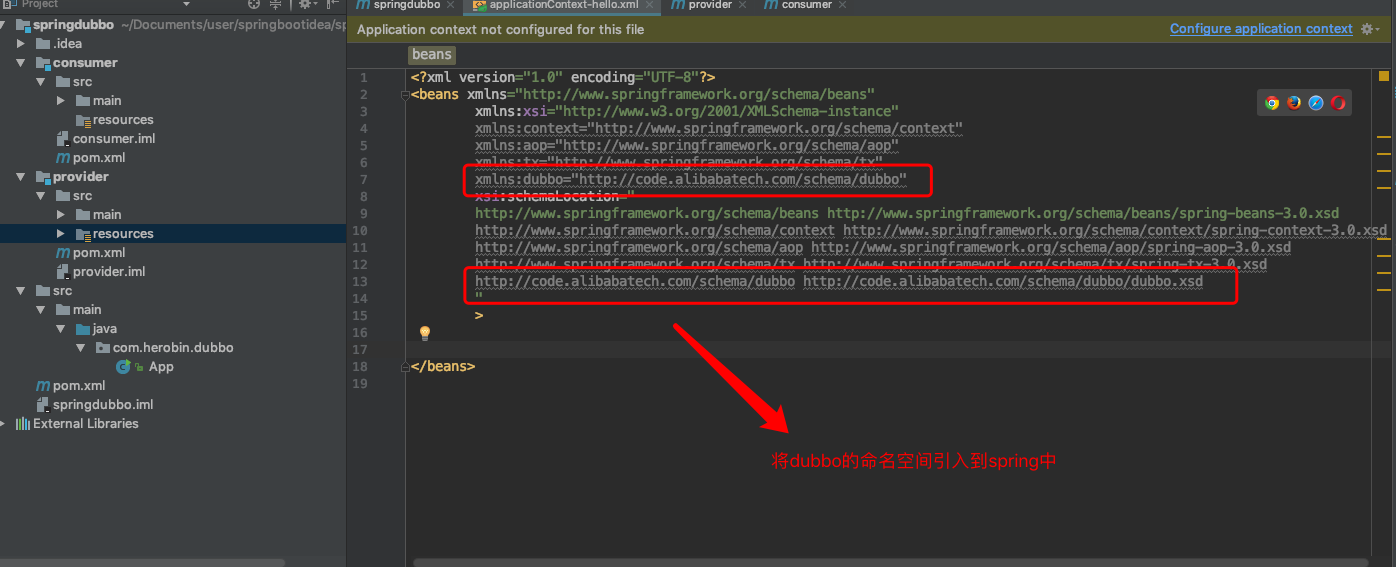 Project
springdubbo
applicationContext-hello.xml
provider
consumer
springdubbo ~/Documents/user/springbootidea/sp
.idea
consumer
src
main
resources
consumer.iml
pom.xml
provider
src
main
resources
pom.xml
provider.iml
src
main
java
com.herobin.dubbo
App
pom.xml
springdubbo.iml
External Libraries
Application context not configured for this file
Configure application context
beans
1 <?xml version="1.0" encoding="UTF-8"?>
2 <beans xmlns="http://www.springframework.org/schema/beans"
3 xmlns:xsi="http://www.w3.org/2001/XMLSchema-instance"
4 xmlns:context="http://www.springframework.org/schema/context"
5 xmlns:aop="http://www.springframework.org/schema/aop"
6 xmlns:tx="http://www.springframework.org/schema/tx"
7 xmlns:dubbo="http://code.alibabatech.com/schema/dubbo"
8 xsi:schemaLocation="
9 http://www.springframework.org/schema/beans http://www.springframework.org/schema/beans/spring-beans-3.0.xsd
10 http://www.springframework.org/schema/context http://www.springframework.org/schema/context/spring-context-3.0.xsd
11 http://www.springframework.org/schema/aop http://www.springframework.org/schema/aop/spring-aop-3.0.xsd
12 http://www.springframework.org/schema/tx http://www.springframework.org/schema/tx/spring-tx-3.0.xsd
13 http://code.alibabatech.com/schema/dubbo http://code.alibabatech.com/schema/dubbo/dubbo.xsd
14 "
15 >
16
17
18 </beans>
19
将dubbo的命名空间引入到spring中